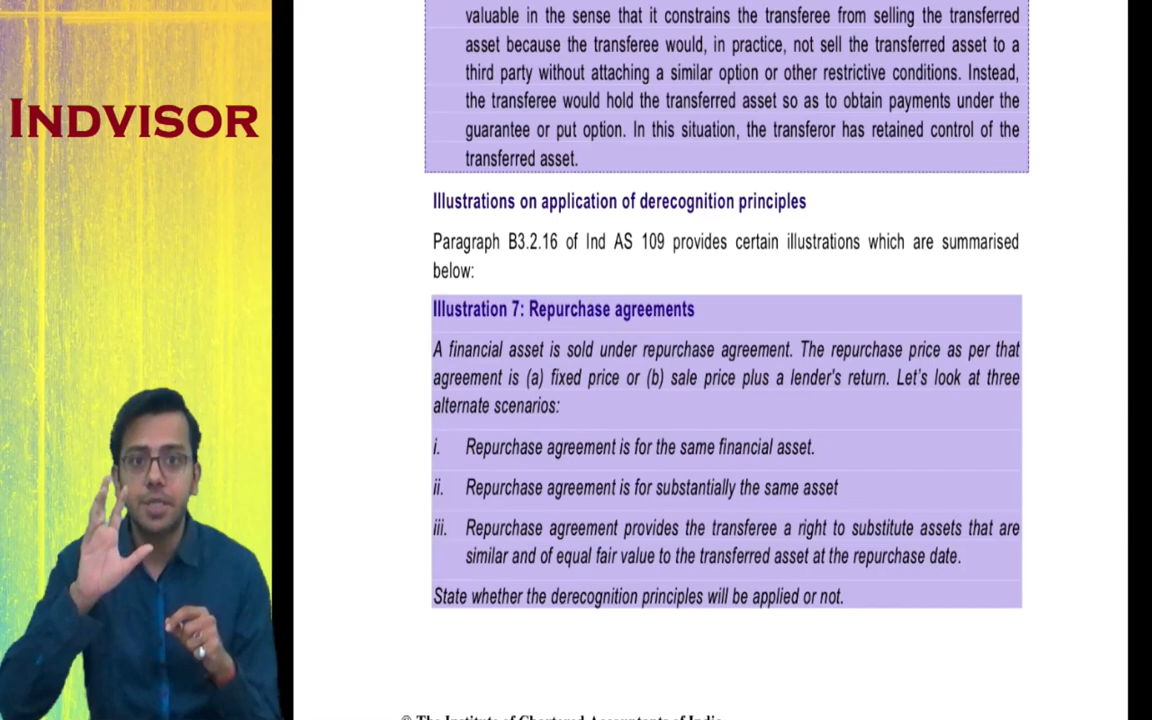 valuable in the sense that it constrains the transferee from selling the transferred
asset because the transferee would, in practice, not sell the transferred asset to a
third party without attaching a similar option or other restrictive conditions. Instead,
the transferee would hold the transferred asset so as to obtain payments under the
guarantee or put option. In this situation, the transferor has retained control of the
transferred asset.
INDVISOR
Illustrations on application of derecognition principles
Paragraph B3.2.16 of Ind AS 109 provides certain illustrations which are summarised
below:
Illustration 7: Repurchase agreements
A financial asset is sold under repurchase agreement. The repurchase price as per that
agreement is (a) fixed price or (b) sale price plus a lender's return. Let's look at three
alternate scenarios:
i. Repurchase agreement is for the same financial asset.
ii. Repurchase agreement is for substantially the same asset
iii. Repurchase agreement provides the transferee a right to substitute assets that are
similar and of equal fair value to the transferred asset at the repurchase date.
State whether the derecognition principles will be applied or not.
© The Institute of Chartered Accountants of India